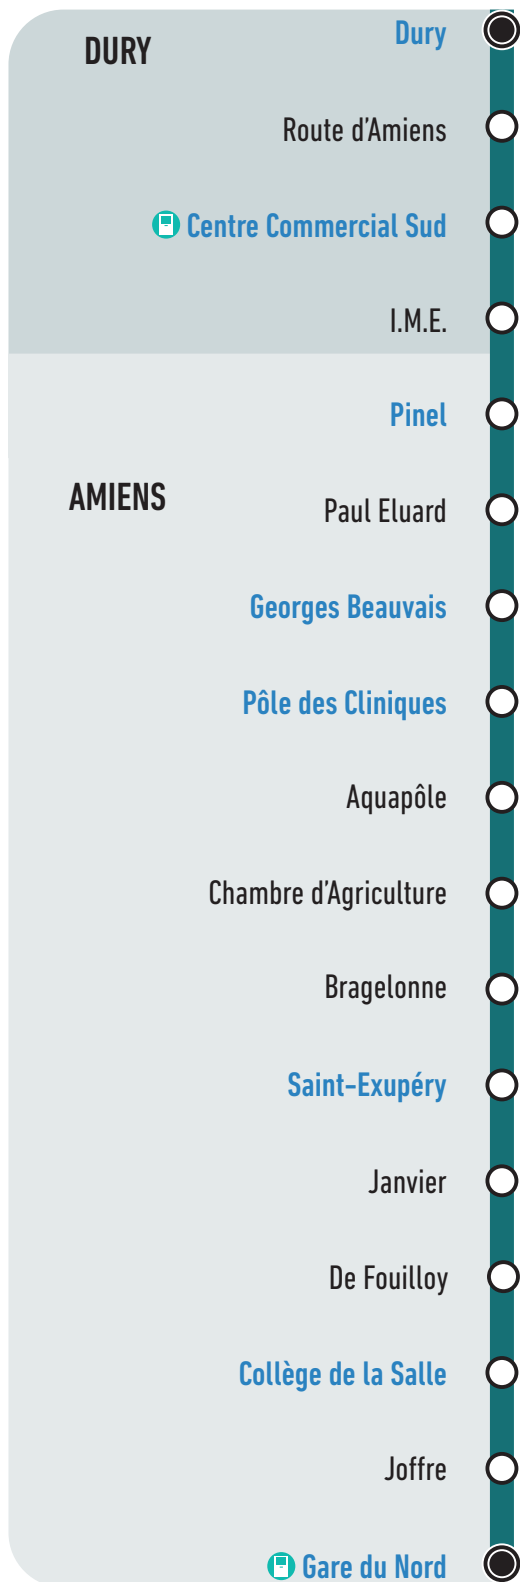 DURY
Dury
Route d'Amiens
Centre Commercial Sud
I.M.E.
Pinel
AMIENS
Paul Eluard
Georges Beauvais
Pôle des Cliniques
Aquapôle
Chambre d'Agriculture
Bragelonne
Saint-Exupéry
Janvier
De Fouilloy
Collège de la Salle
Joffre
Gare du Nord